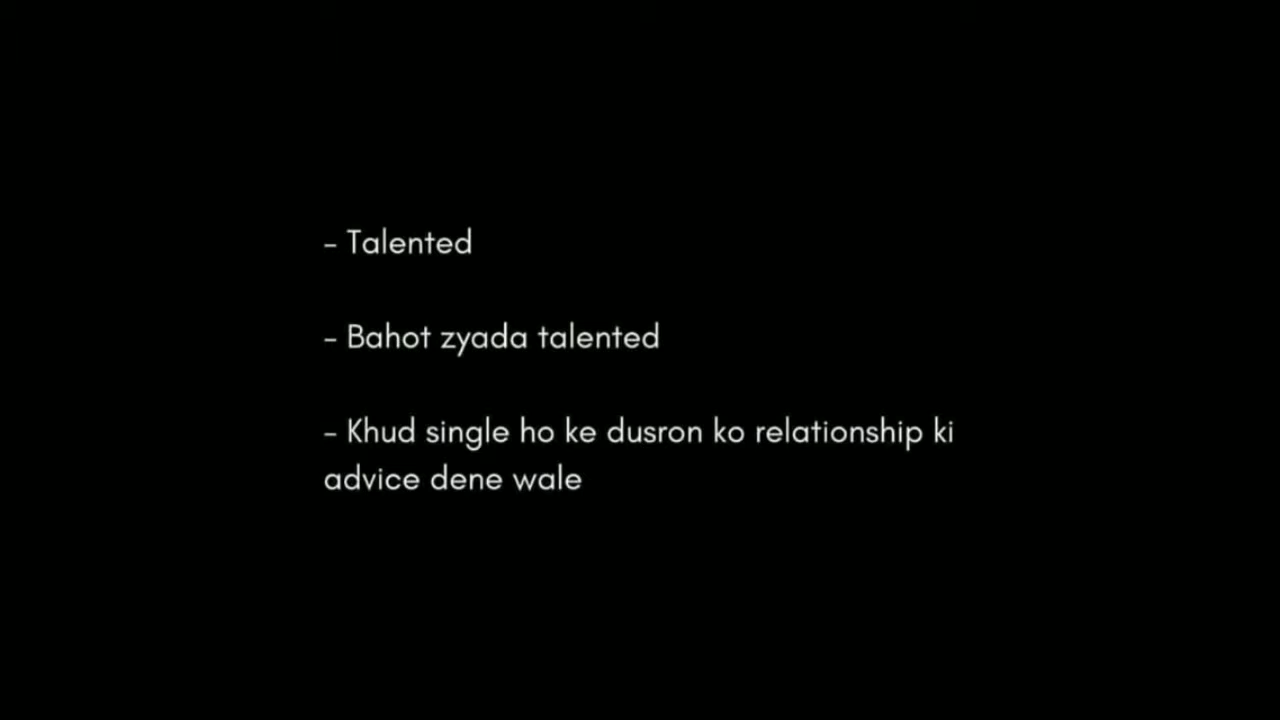 - Talented
- Bahot zyada talented
- Khud single ho ke dusron ko relationship ki
advice dene wale